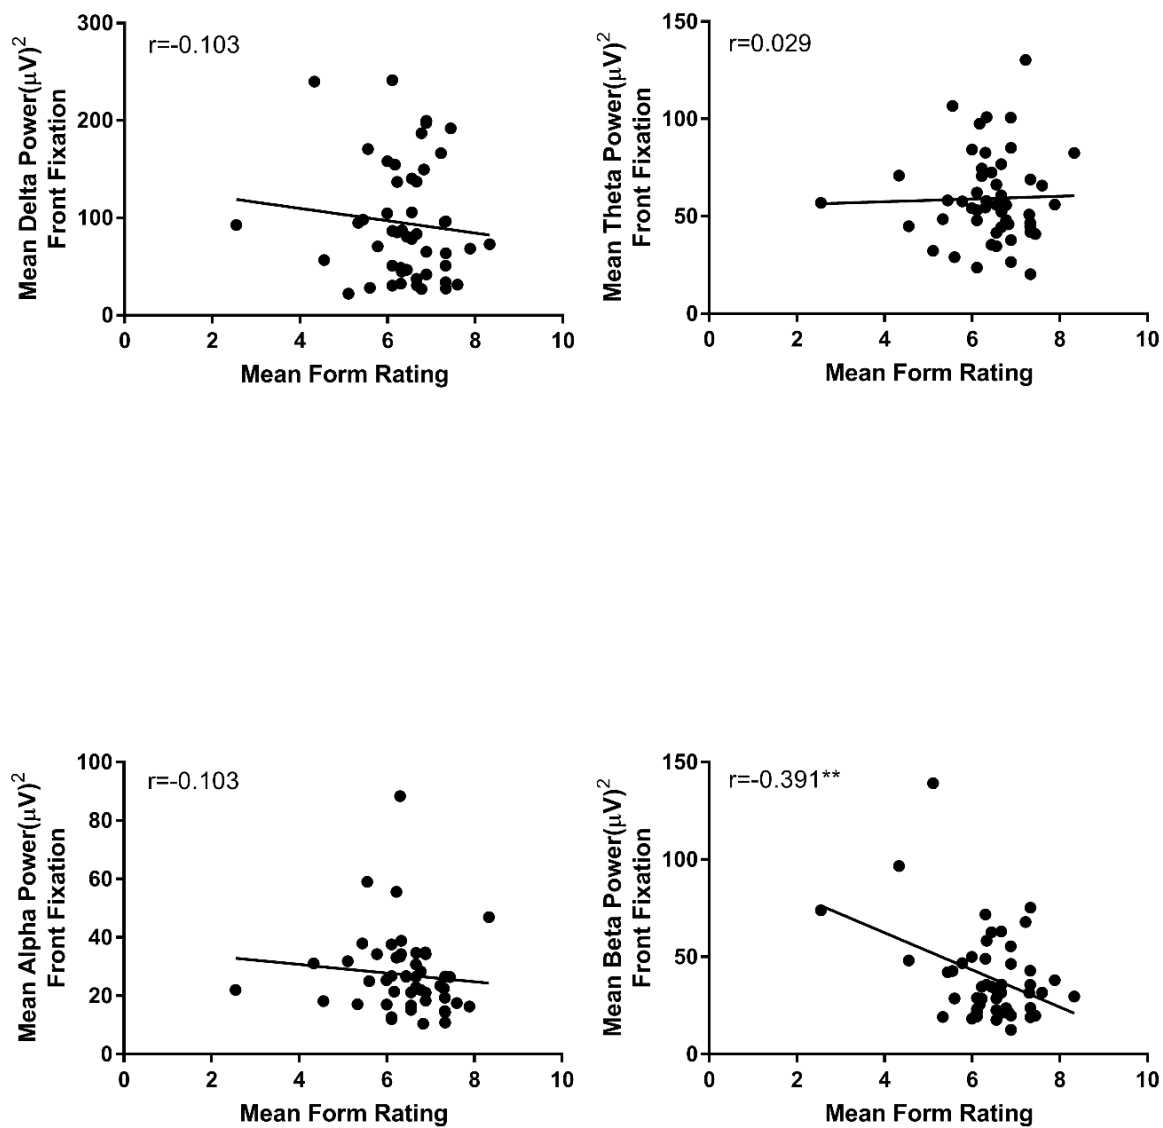 300
200
100
0
0 2 4 6 8 10
r=-0.103
Mean Delta Power(μV)²
Front Fixation
Mean Form Rating
150
100
50
0
0 2 4 6 8 10
r=0.029
Mean Theta Power(μV)²
Front Fixation
Mean Form Rating
100
80
60
40
20
0
0 2 4 6 8 10
r=-0.103
Mean Alpha Power(μV)²
Front Fixation
Mean Form Rating
150
100
50
0
0 2 4 6 8 10
r=-0.391**
Mean Beta Power(μV)²
Front Fixation
Mean Form Rating